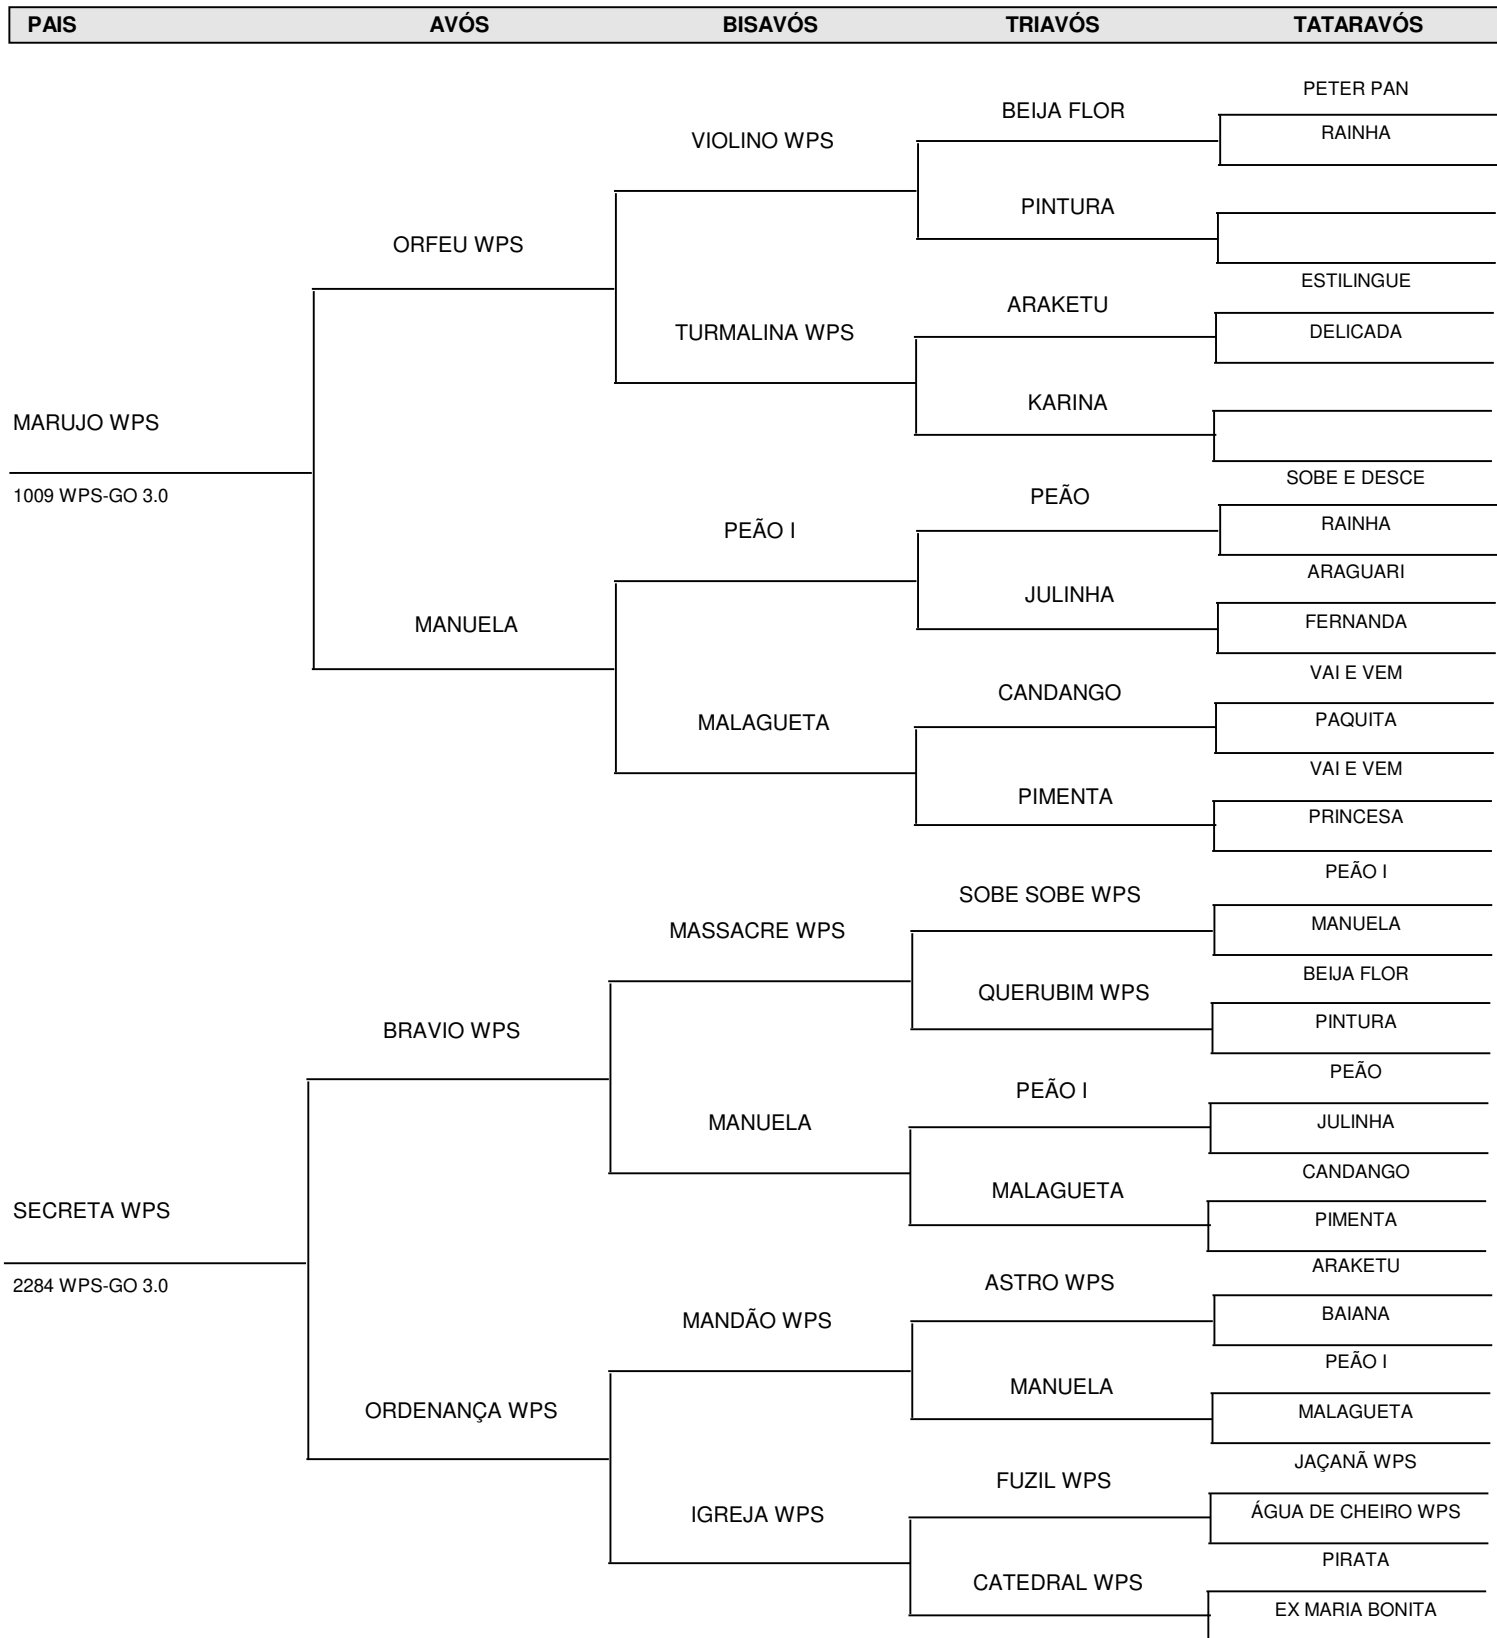 PAIS AVÓS BISAVÓS TRIAVÓS TATARAVÓS
PETER PAN
BEIJA FLOR
RAINHA
VIOLINO WPS
PINTURA
ORFEU WPS
ESTILINGUE
ARAKETU
TURMALINA WPS
DELICADA
KARINA
MARUJO WPS
SOBE E DESCE
1009 WPS-GO 3.0
PEÃO
RAINHA
PEÃO I
ARAGUARI
JULINHA
MANUELA
FERNANDA
VAI E VEM
CANDANGO
MALAGUETA
PAQUITA
VAI E VEM
PIMENTA
PRINCESA
PEÃO I
SOBE SOBE WPS
MASSACRE WPS
MANUELA
BEIJA FLOR
QUERUBIM WPS
PINTURA
BRAVIO WPS
PEÃO
PEÃO I
MANUELA
JULINHA
CANDANGO
MALAGUETA
SECRETA WPS
PIMENTA
ARAKETU
2284 WPS-GO 3.0
ASTRO WPS
MANDÃO WPS
BAIANA
PEÃO I
MANUELA
ORDENANÇA WPS
MALAGUETA
JAÇANÃ WPS
FUZIL WPS
IGREJA WPS
ÁGUA DE CHEIRO WPS
PIRATA
CATEDRAL WPS
EX MARIA BONITA